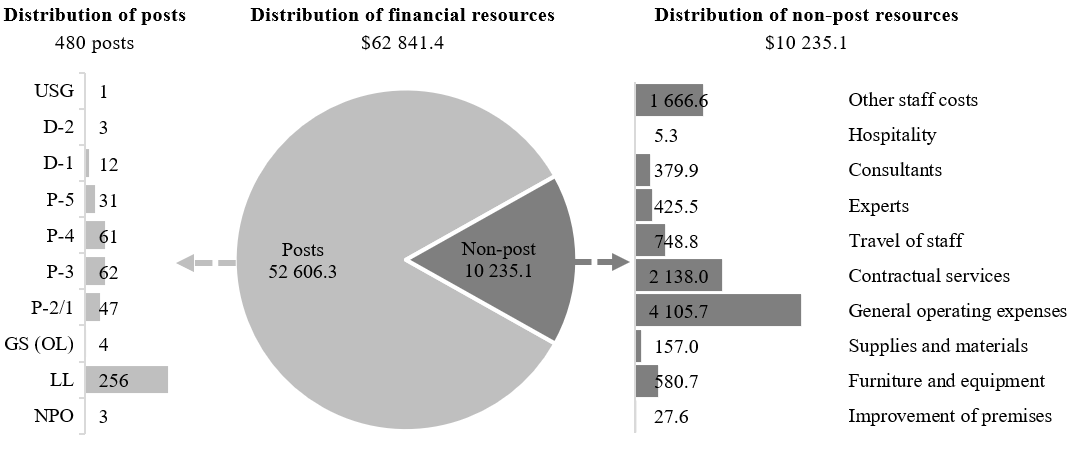 Distribution of posts
480 posts
USG 1
D-2 3
D-1 12
P-5 31
P-4 61
P-3 62
P-2/1 47
GS (OL) 4
LL 256
NPO 3
Distribution of financial resources
$62 841.4
Posts
52 606.3
Non-post
10 235.1
Distribution of non-post resources
$10 235.1
1 666.6 Other staff costs
5.3 Hospitality
379.9 Consultants
425.5 Experts
748.8 Travel of staff
2 138.0 Contractual services
4 105.7 General operating expenses
157.0 Supplies and materials
580.7 Furniture and equipment
27.6 Improvement of premises